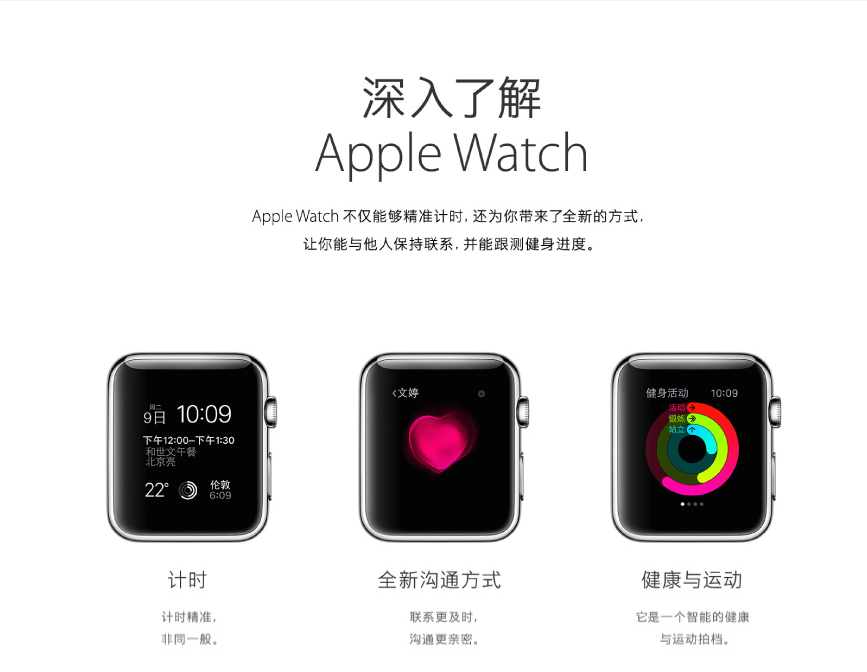 深入了解
Apple Watch
Apple Watch 不仅能够精准计时，还为你带来了全新的方式，
让你能与他人保持联系，并能跟测健身进度。
周二
9日 10:09
下午12:00–下午1:30
和世文午餐
北京亮
22° 伦敦
6:09
<文婷
健身活动 10:09
活动
锻炼
站立
计时
全新沟通方式
健康与运动
计时精准，
非同一般。
联系更及时，
沟通更亲密。
它是一个智能的健康
与运动拍档。